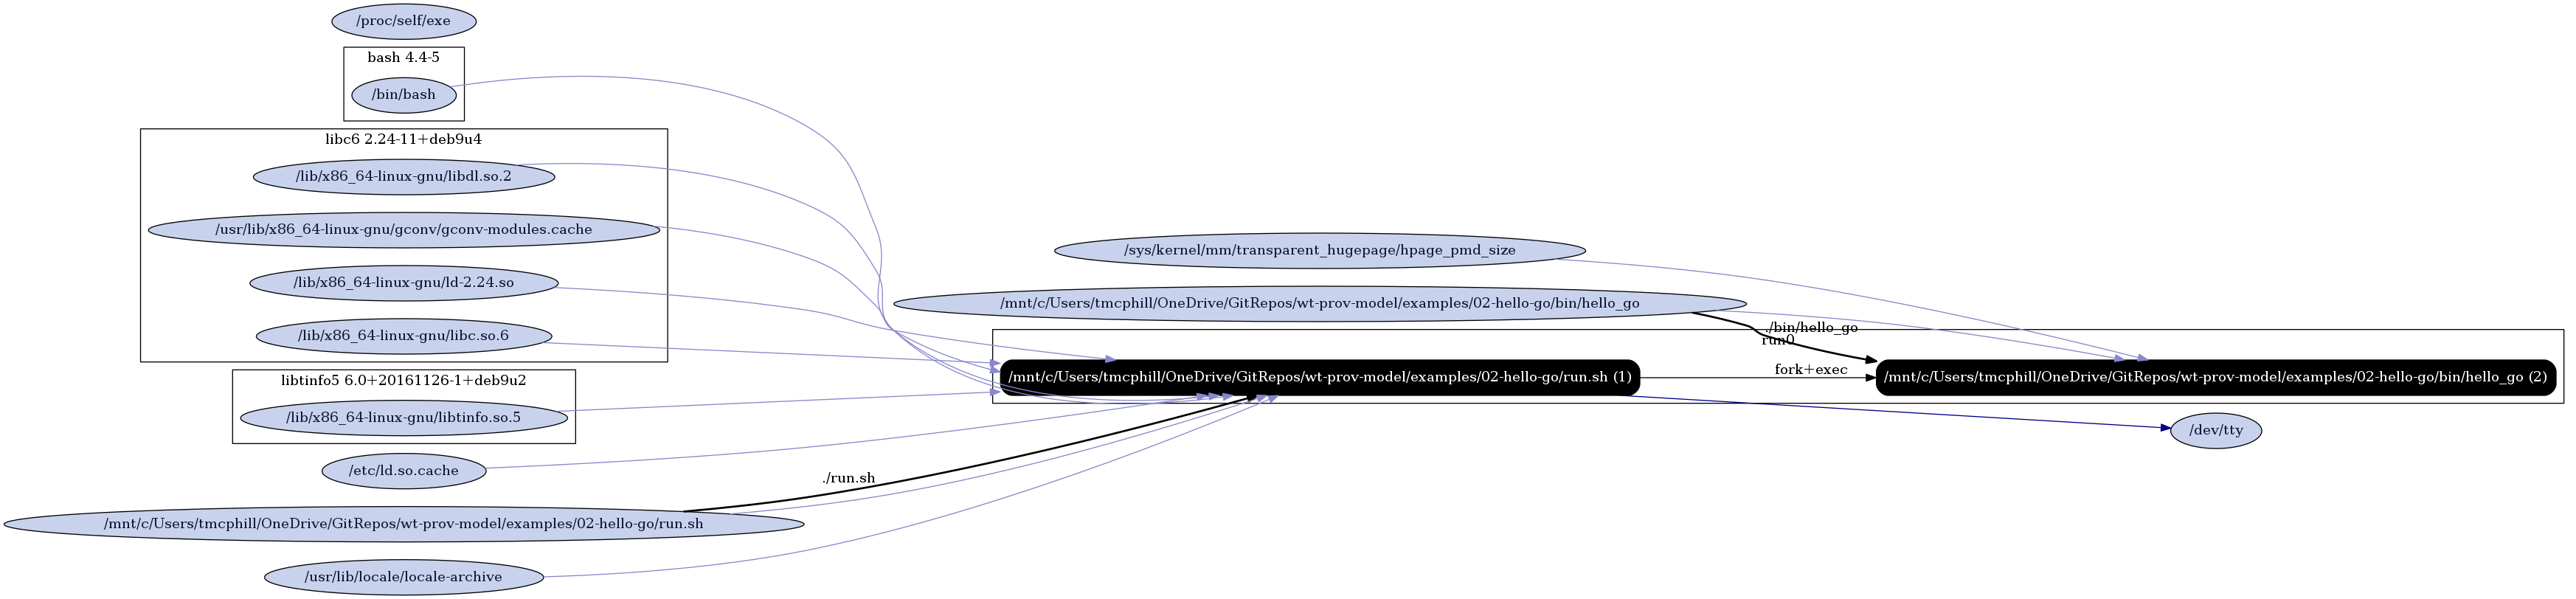 /proc/self/exe
bash 4.4-5
/bin/bash
libc6 2.24-11+deb9u4
/lib/x86_64-linux-gnu/libdl.so.2
/usr/lib/x86_64-linux-gnu/gconv/gconv-modules.cache
/lib/x86_64-linux-gnu/ld-2.24.so
/lib/x86_64-linux-gnu/libc.so.6
libtinfo5 6.0+20161126-1+deb9u2
/lib/x86_64-linux-gnu/libtinfo.so.5
/etc/ld.so.cache
./run.sh
/mnt/c/Users/tmcphill/OneDrive/GitRepos/wt-prov-model/examples/02-hello-go/run.sh
/usr/lib/locale/locale-archive
/sys/kernel/mm/transparent_hugepage/hpage_pmd_size
/mnt/c/Users/tmcphill/OneDrive/GitRepos/wt-prov-model/examples/02-hello-go/bin/hello_go
./bin/hello_go
run0
/mnt/c/Users/tmcphill/OneDrive/GitRepos/wt-prov-model/examples/02-hello-go/run.sh (1)
fork+exec
/mnt/c/Users/tmcphill/OneDrive/GitRepos/wt-prov-model/examples/02-hello-go/bin/hello_go (2)
/dev/tty